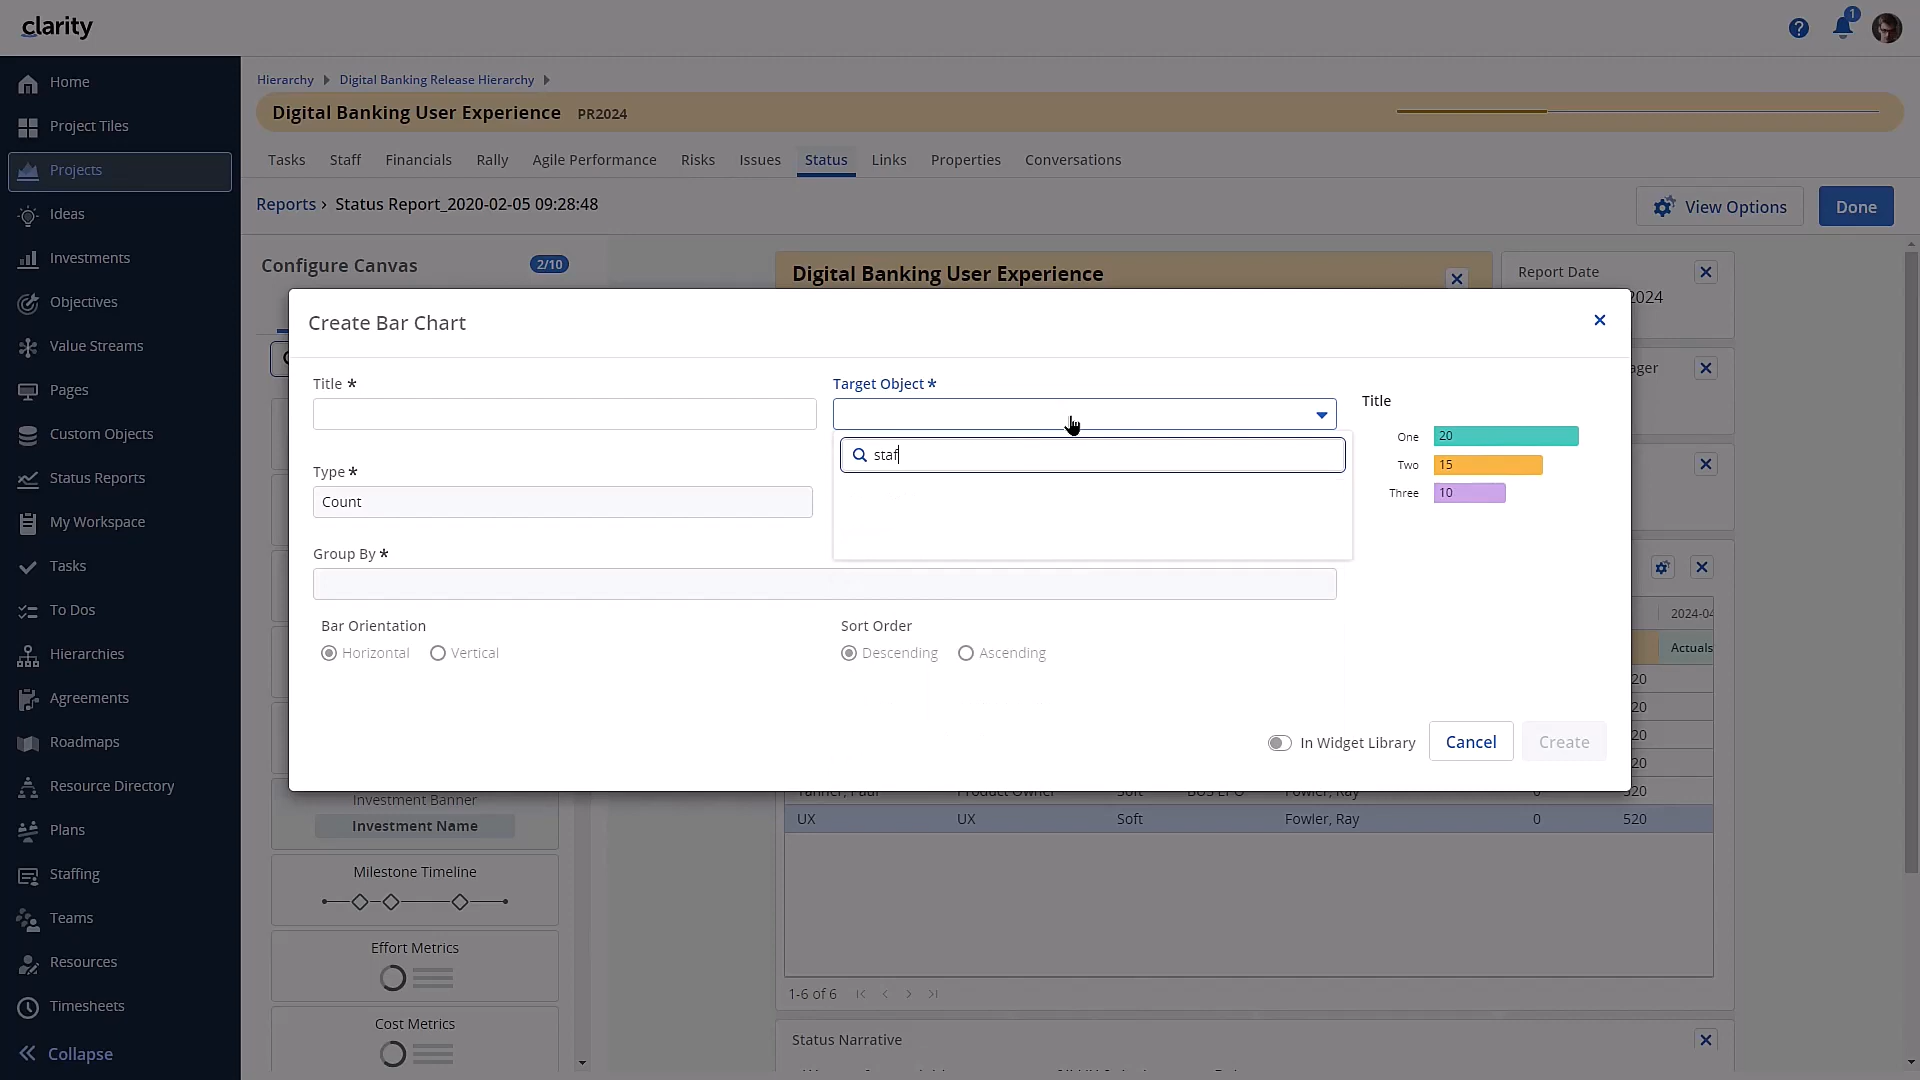 clarity
1
Home
Project Tiles
Projects
Ideas
Investments
Objectives
Value Streams
Pages
Custom Objects
Status Reports
My Workspace
Tasks
To Dos
Hierarchies
Agreements
Roadmaps
Resource Directory
Plans
Staffing
Teams
Resources
Timesheets
Collapse
Hierarchy
Digital Banking Release Hierarchy
Digital Banking User Experience PR2024
Tasks Staff Financials Rally Agile Performance Risks Issues Status Links Properties Conversations
Reports › Status Report_2020-02-05 09:28:48
View Options
Done
Configure Canvas 2/10
Digital Banking User Experience
Report Date
2024
ager
Create Bar Chart
Title *
Target Object *
staf
Type *
Count
Group By *
Bar Orientation
Horizontal Vertical
Sort Order
Descending Ascending
Title
One 20
Two 15
Three 10
In Widget Library
Cancel
Create
2024-04
Actuals
20
20
20
20
Fowler, Ray 0 520
UX UX Soft Fowler, Ray 0 520
1-6 of 6
Status Narrative
Investment Banner
Investment Name
Milestone Timeline
Effort Metrics
Cost Metrics